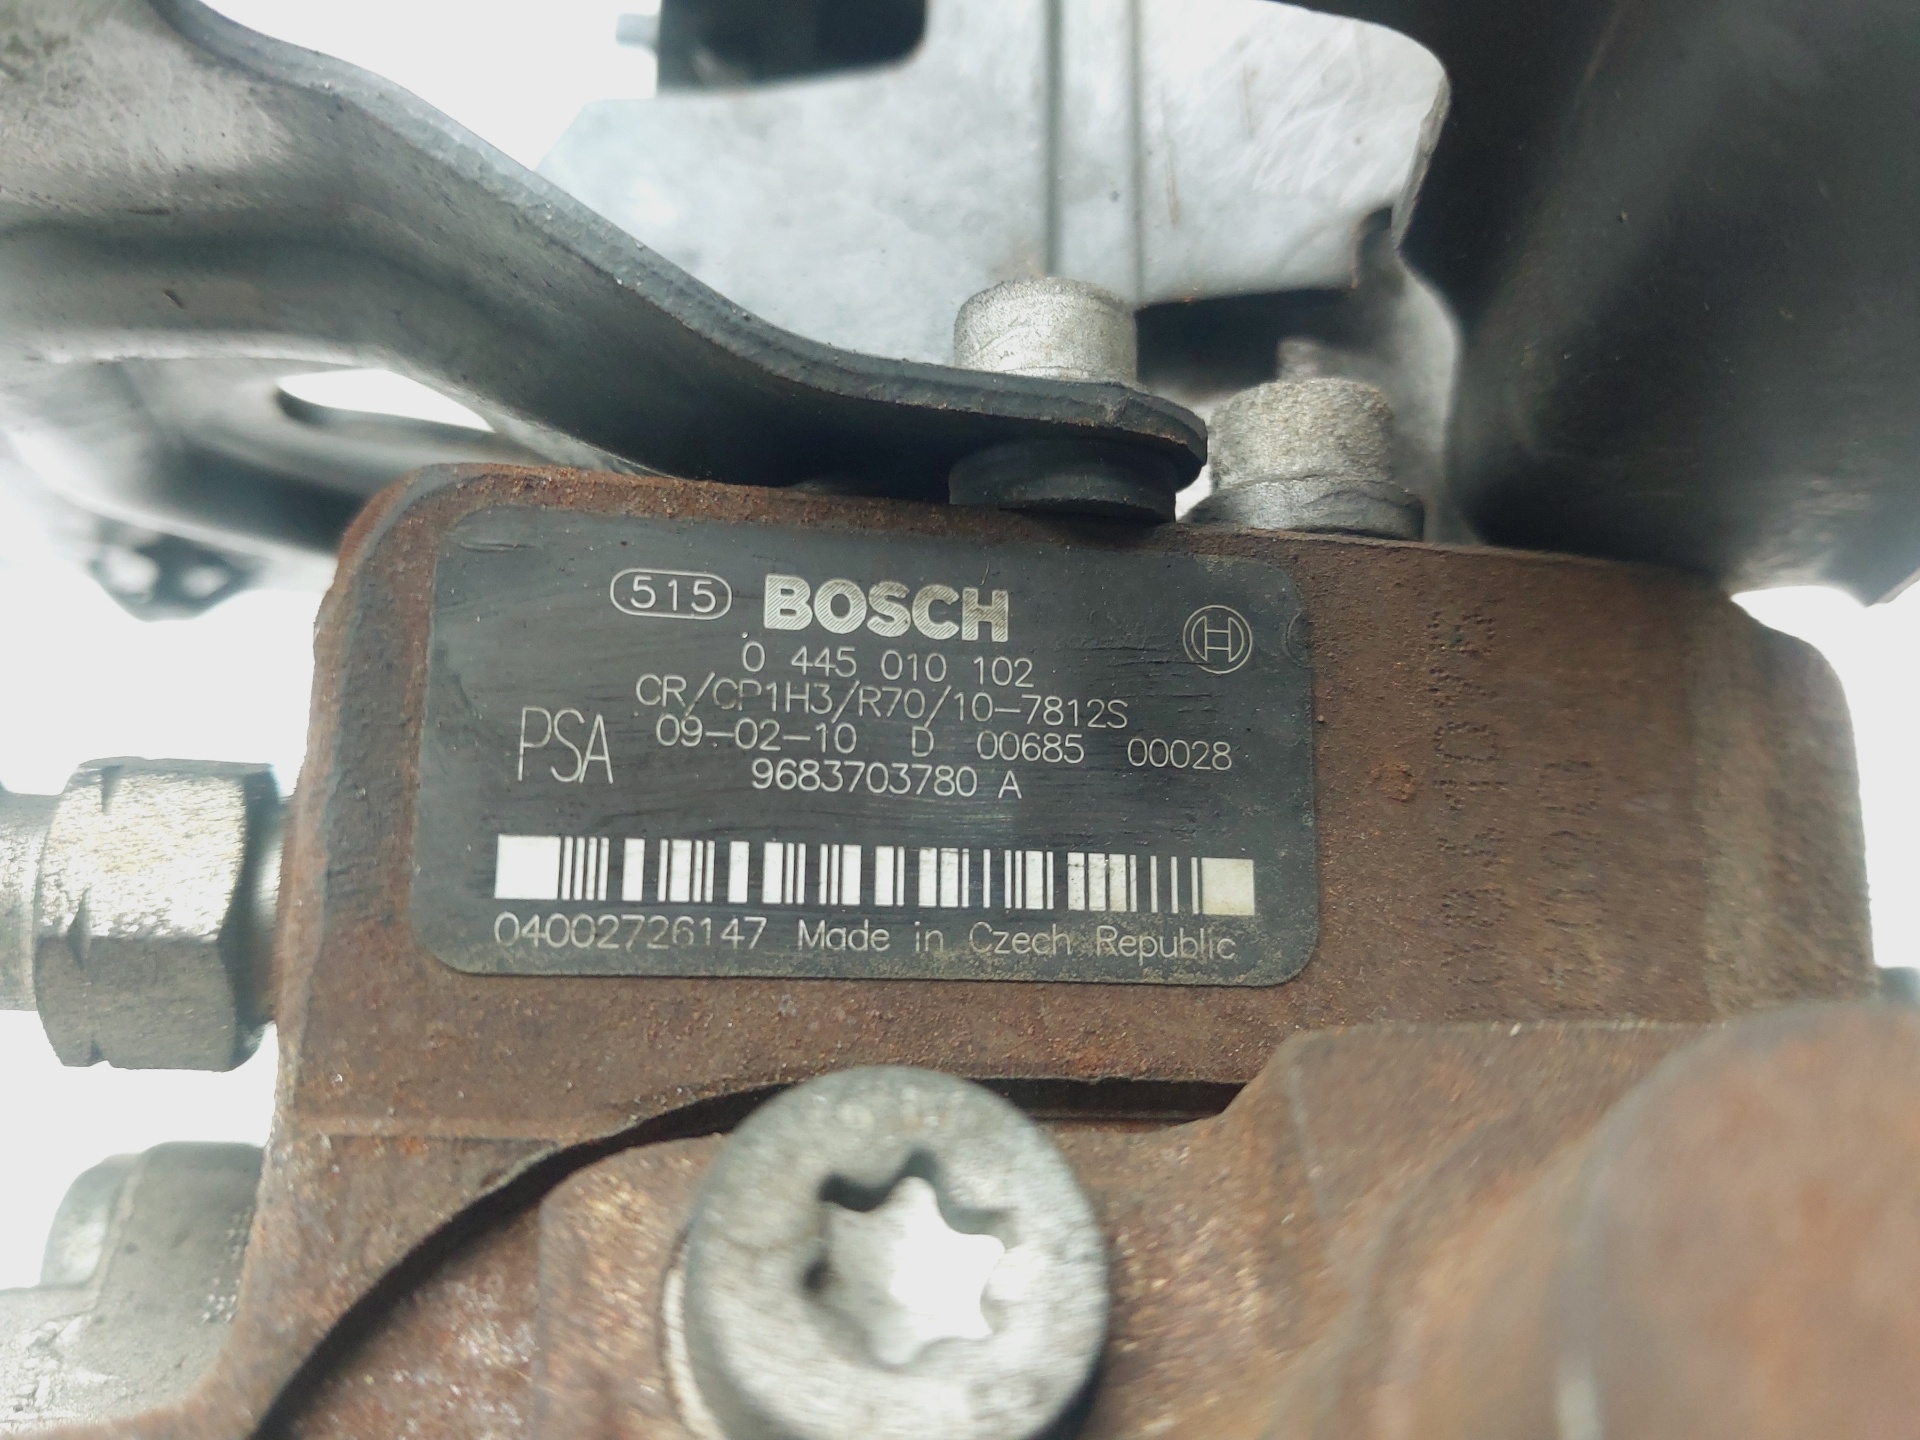 515 BOSCH
0 445 010 102
CR/CP1H3/R70/10-7812S
PSA 09-02-10 D 00685 00028
9683703780 A
04002726147 Made in Czech Republic